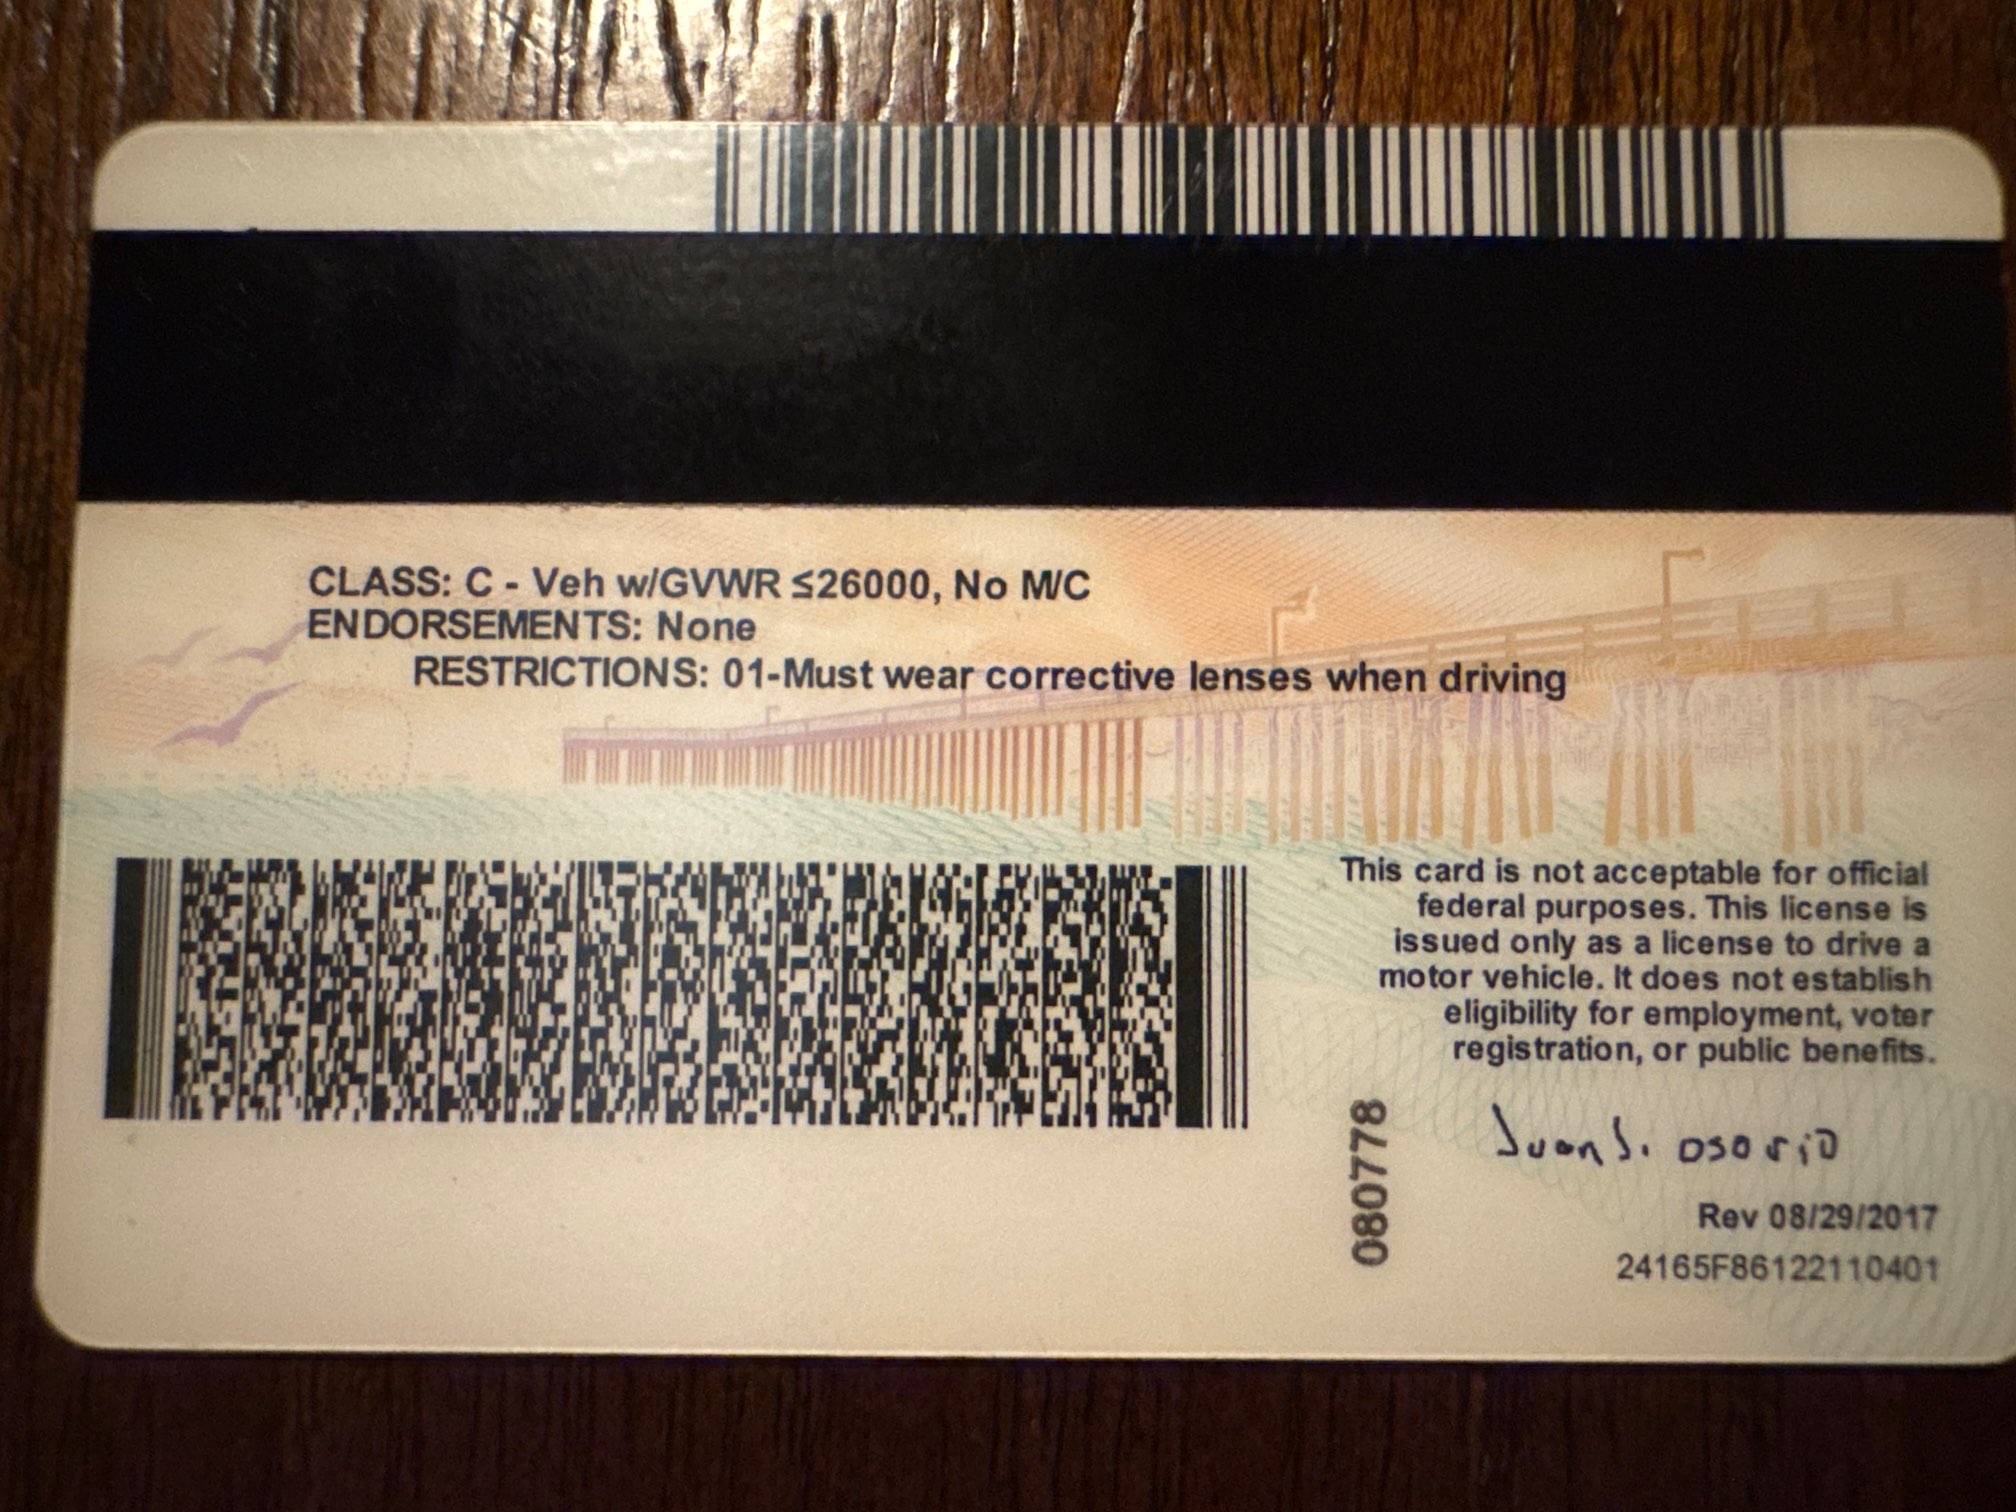 CLASS: C - Veh w/GVWR ≤26000, No M/C
ENDORSEMENTS: None
RESTRICTIONS: 01-Must wear corrective lenses when driving
This card is not acceptable for official
federal purposes. This license is
issued only as a license to drive a
motor vehicle. It does not establish
eligibility for employment, voter
registration, or public benefits.
080778
Juan J. osorio
Rev 08/29/2017
24165F86122110401